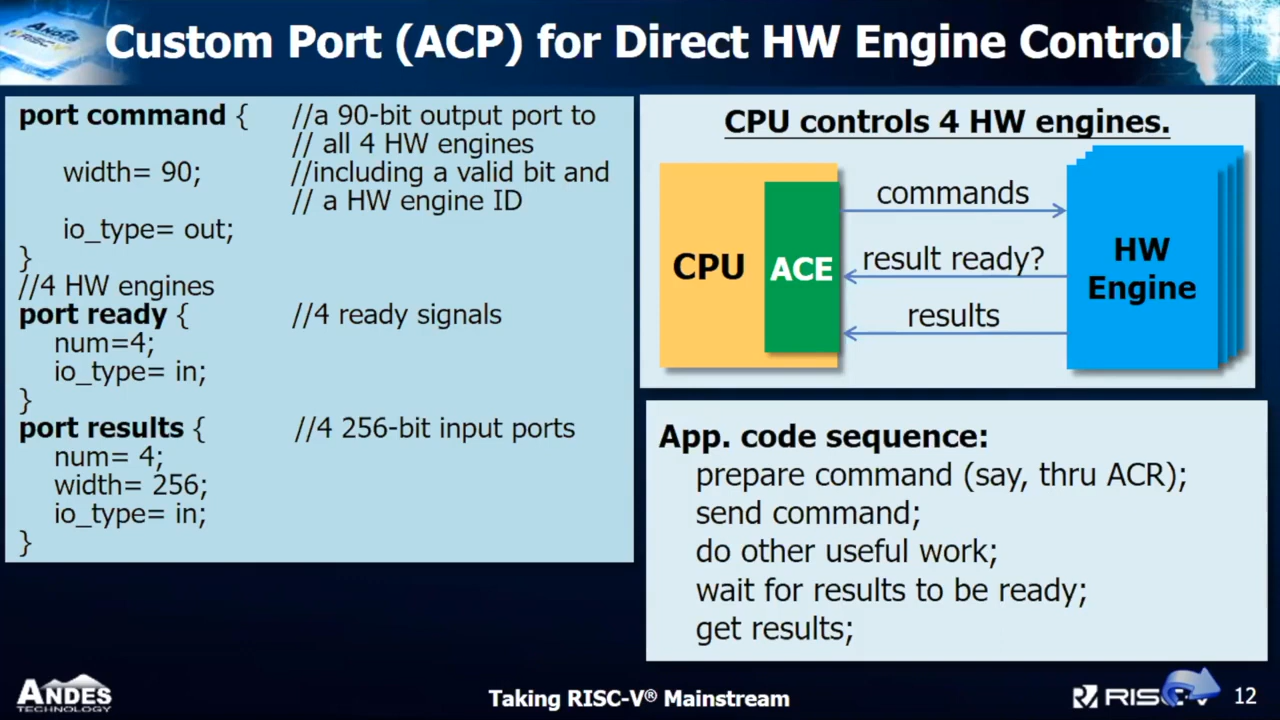 Custom Port (ACP) for Direct HW Engine Control
port command { //a 90-bit output port to
// all 4 HW engines
width= 90; //including a valid bit and
// a HW engine ID
io_type= out;
}
//4 HW engines
port ready { //4 ready signals
num=4;
io_type= in;
}
port results { //4 256-bit input ports
num= 4;
width= 256;
io_type= in;
}
CPU controls 4 HW engines.
commands
CPU
ACE
result ready?
results
HW
Engine
App. code sequence:
prepare command (say, thru ACR);
send command;
do other useful work;
wait for results to be ready;
get results;
ANDES
TECHNOLOGY
Taking RISC-V® Mainstream
RISC-V
12